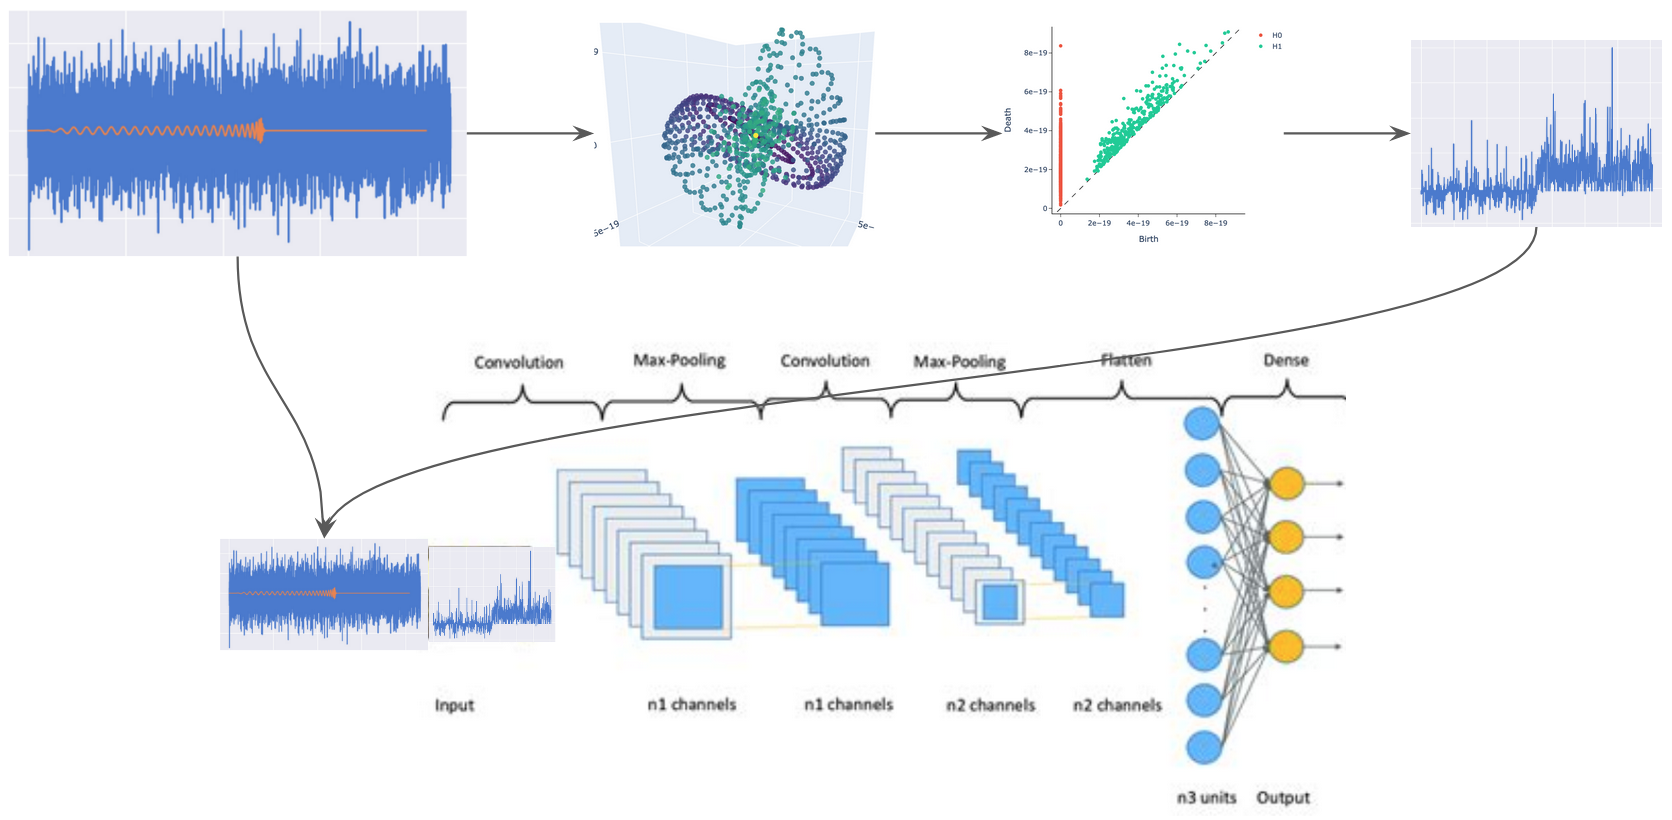 9
0
5e−19
5e−
8e−19
6e−19
4e−19
2e−19
0
Death
0 2e−19 4e−19 6e−19 8e−19
Birth
H0
H1
Convolution Max-Pooling Convolution Max-Pooling Flatten Dense
Input n1 channels n1 channels n2 channels n2 channels
n3 units Output